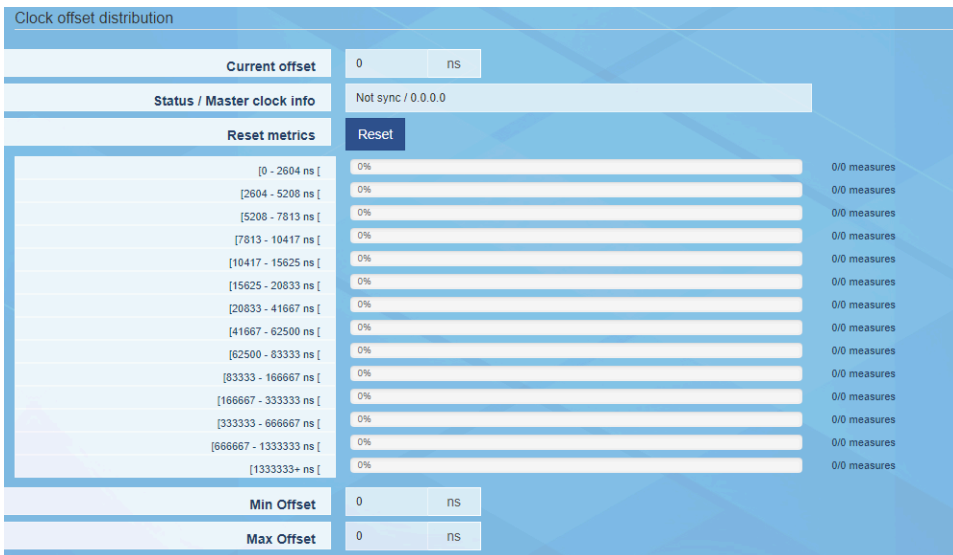 Clock offset distribution
Current offset 0 ns
Status / Master clock info Not sync / 0.0.0.0
Reset metrics Reset
[0 - 2604 ns [ 0% 0/0 measures
[2604 - 5208 ns [ 0% 0/0 measures
[5208 - 7813 ns [ 0% 0/0 measures
[7813 - 10417 ns [ 0% 0/0 measures
[10417 - 15625 ns [ 0% 0/0 measures
[15625 - 20833 ns [ 0% 0/0 measures
[20833 - 41667 ns [ 0% 0/0 measures
[41667 - 62500 ns [ 0% 0/0 measures
[62500 - 83333 ns [ 0% 0/0 measures
[83333 - 166667 ns [ 0% 0/0 measures
[166667 - 333333 ns [ 0% 0/0 measures
[333333 - 666667 ns [ 0% 0/0 measures
[666667 - 1333333 ns [ 0% 0/0 measures
[1333333+ ns [ 0% 0/0 measures
Min Offset 0 ns
Max Offset 0 ns